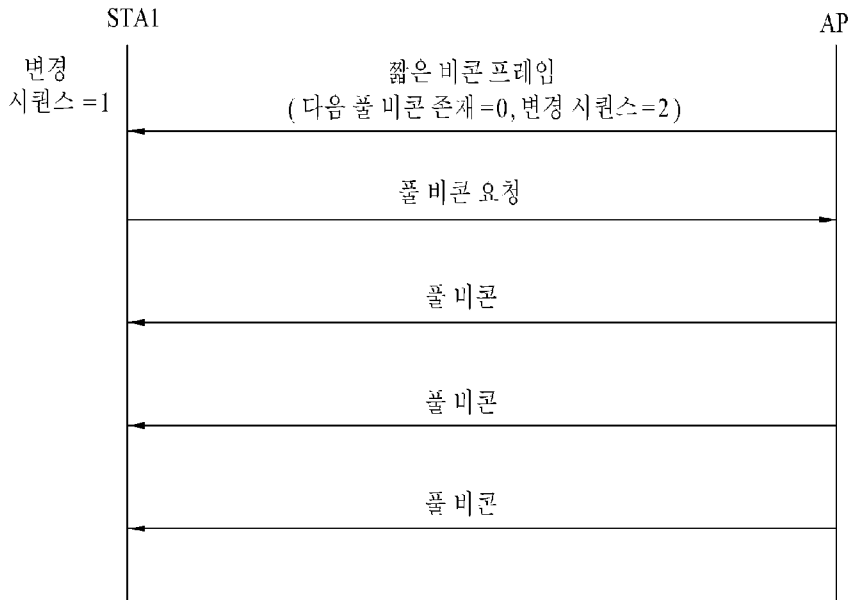 STA1
AP
변경
시퀀스 =1
짧은 비콘 프레임
( 다음 풀 비콘 존재 =0, 변경 시퀀스 =2 )
풀 비콘 요청
풀 비콘
풀 비콘
풀 비콘